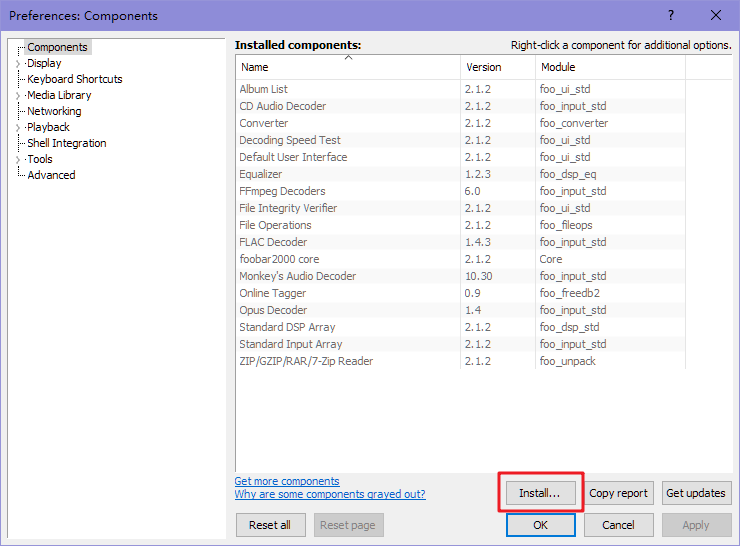 Preferences: Components
?
Components
Display
Keyboard Shortcuts
Media Library
Networking
Playback
Shell Integration
Tools
Advanced
Installed components: Right-click a component for additional options.
Name Version Module
Album List 2.1.2 foo_ui_std
CD Audio Decoder 2.1.2 foo_input_std
Converter 2.1.2 foo_converter
Decoding Speed Test 2.1.2 foo_ui_std
Default User Interface 2.1.2 foo_ui_std
Equalizer 1.2.3 foo_dsp_eq
FFmpeg Decoders 6.0 foo_input_std
File Integrity Verifier 2.1.2 foo_ui_std
File Operations 2.1.2 foo_fileops
FLAC Decoder 1.4.3 foo_input_std
foobar2000 core 2.1.2 Core
Monkey's Audio Decoder 10.30 foo_input_std
Online Tagger 0.9 foo_freedb2
Opus Decoder 1.4 foo_input_std
Standard DSP Array 2.1.2 foo_dsp_std
Standard Input Array 2.1.2 foo_input_std
ZIP/GZIP/RAR/7-Zip Reader 2.1.2 foo_unpack
Get more components
Why are some components grayed out?
Install... Copy report Get updates
Reset all Reset page OK Cancel Apply